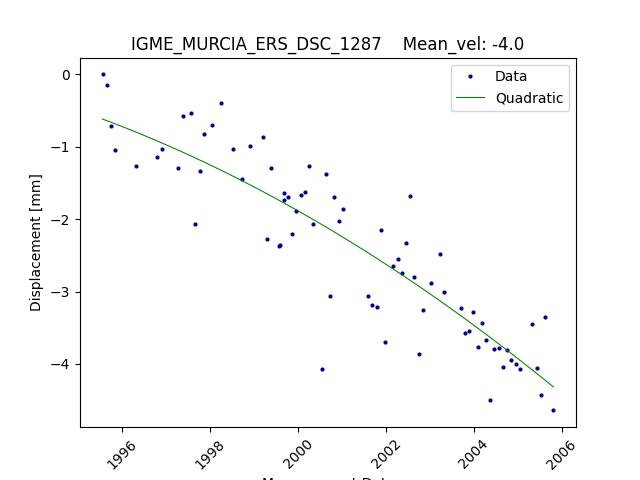 IGME_MURCIA_ERS_DSC_1287    Mean_vel: -4.0
Data
Quadratic
0
−1
−2
−3
−4
Displacement [mm]
1996
1998
2000
2002
2004
2006